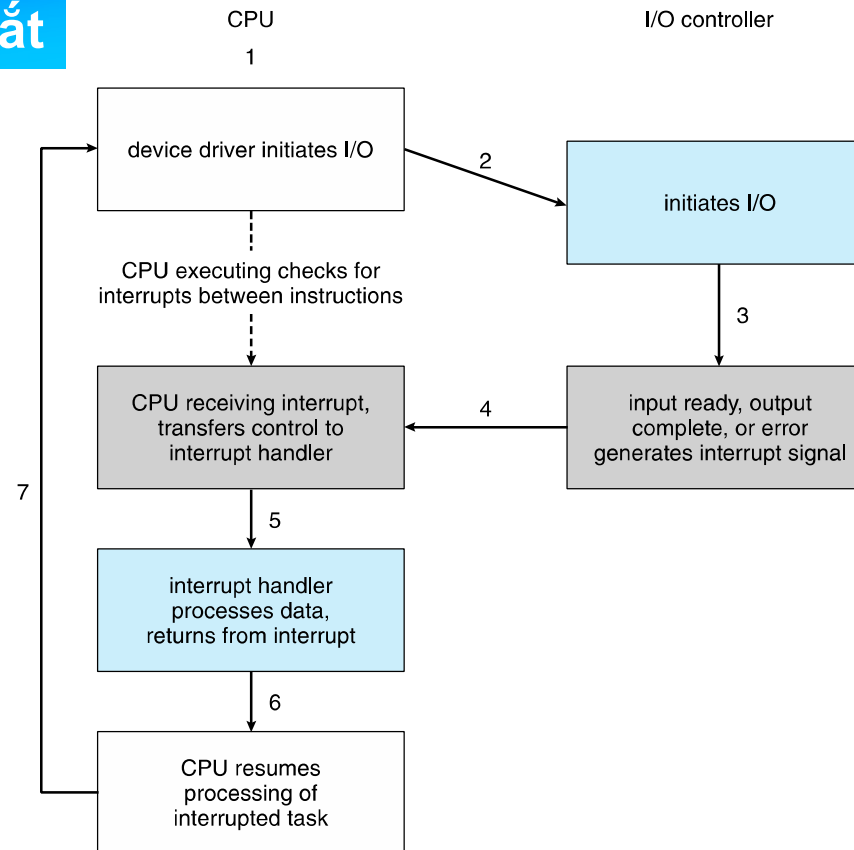 ắt
CPU
I/O controller
1
device driver initiates I/O
2
initiates I/O
CPU executing checks for
interrupts between instructions
3
CPU receiving interrupt,
transfers control to
interrupt handler
4
input ready, output
complete, or error
generates interrupt signal
7
5
interrupt handler
processes data,
returns from interrupt
6
CPU resumes
processing of
interrupted task